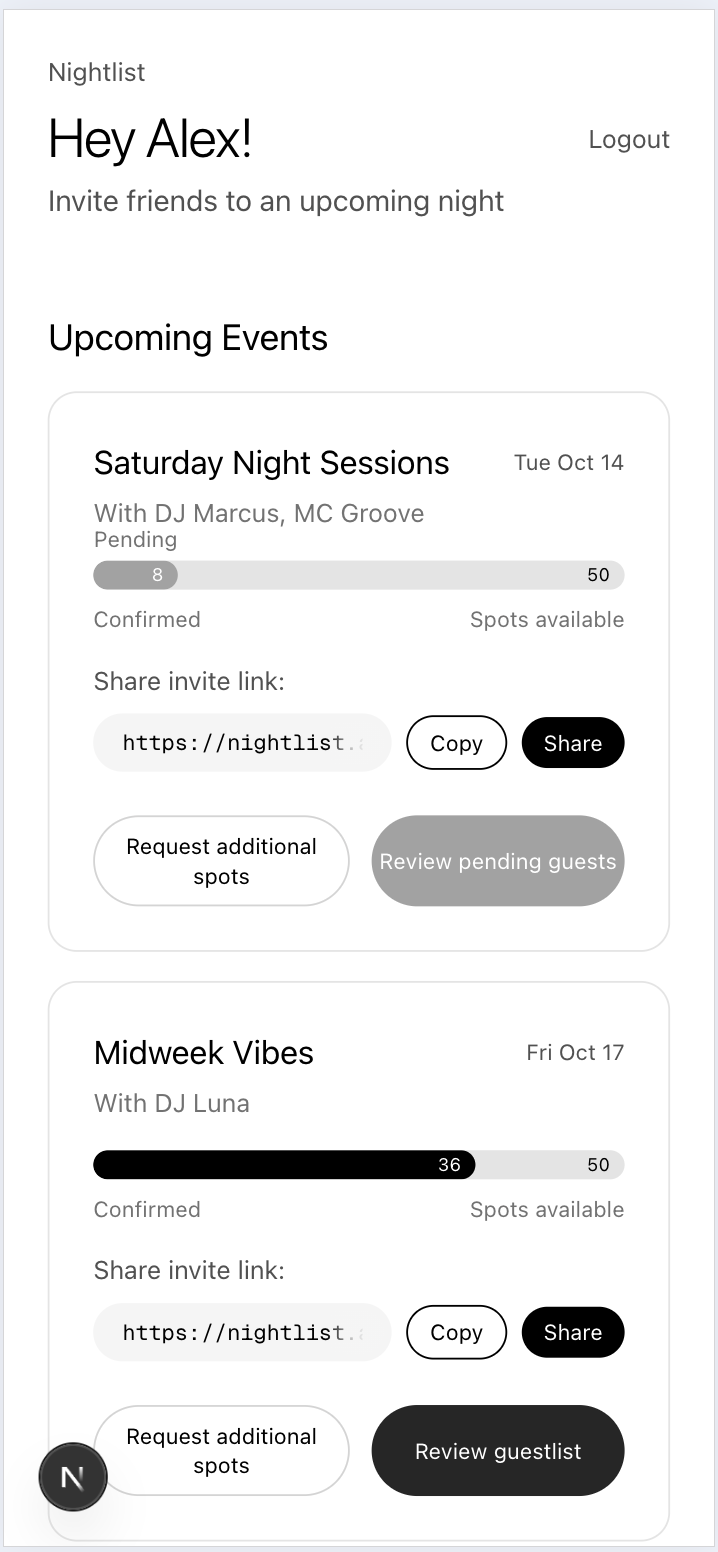 Nightlist
Hey Alex!
Logout
Invite friends to an upcoming night
Upcoming Events
Saturday Night Sessions
Tue Oct 14
With DJ Marcus, MC Groove
Pending
8
50
Confirmed
Spots available
Share invite link:
https://nightlist.a
Copy
Share
Request additional
spots
Review pending guests
Midweek Vibes
Fri Oct 17
With DJ Luna
36
50
Confirmed
Spots available
Share invite link:
https://nightlist.a
Copy
Share
Request additional
spots
Review guestlist
N